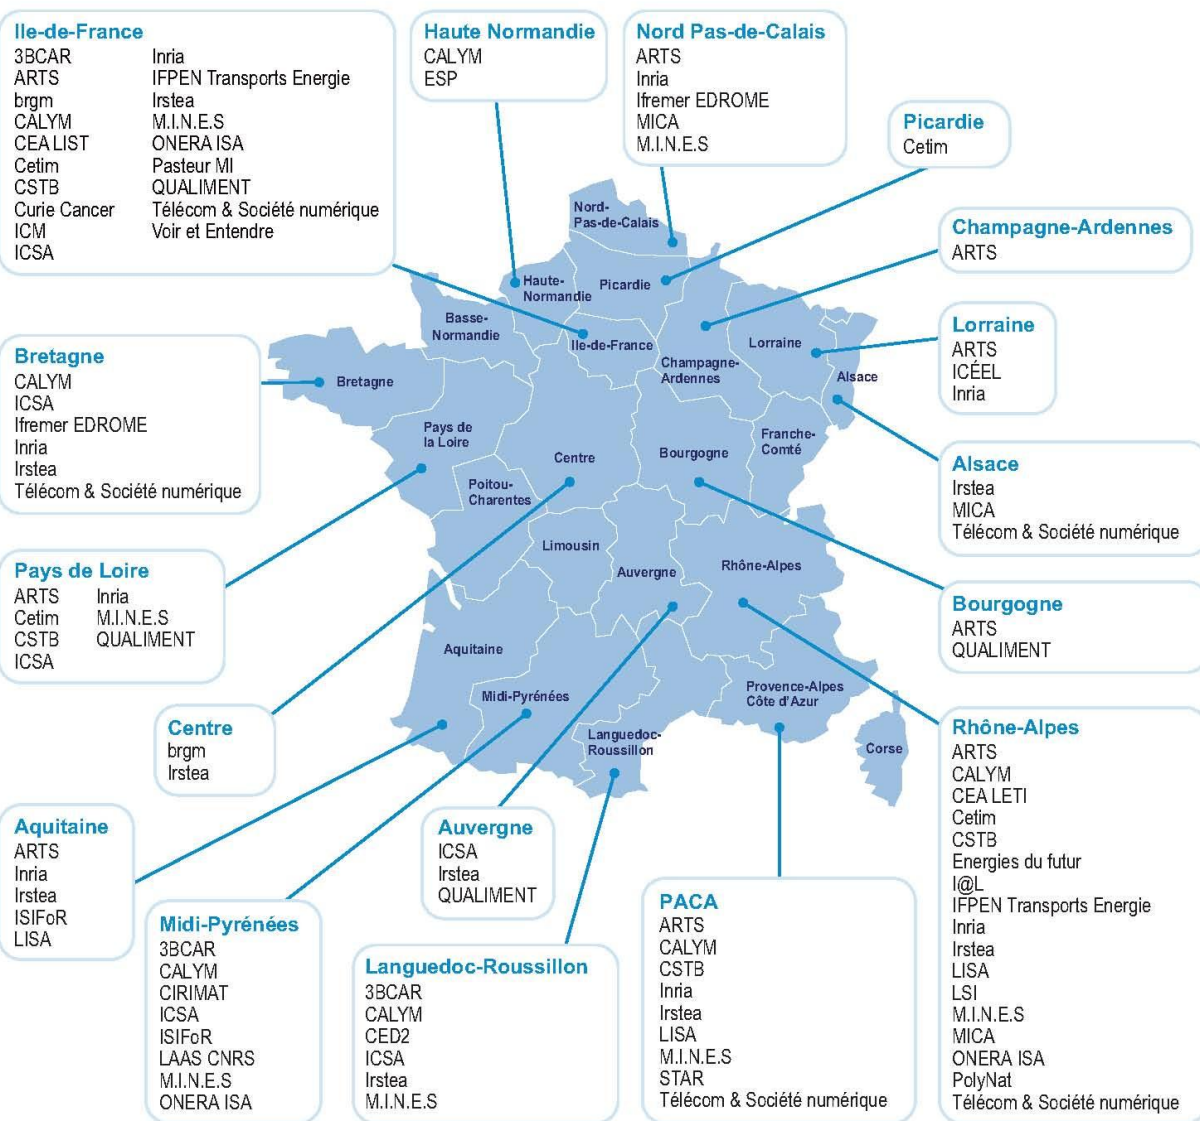 Ile-de-France
3BCAR
ARTS
brgm
CALYM
CEA LIST
Cetim
CSTB
Curie Cancer
ICM
ICSA
Inria
IFPEN Transports Energie
Irstea
M.I.N.E.S
ONERA ISA
Pasteur MI
QUALIMENT
Télécom & Société numérique
Voir et Entendre
Haute Normandie
CALYM
ESP
Nord Pas-de-Calais
ARTS
Inria
Ifremer EDROME
MICA
M.I.N.E.S
Picardie
Cetim
Champagne-Ardennes
ARTS
Lorraine
ARTS
ICÉEL
Inria
Alsace
Irstea
MICA
Télécom & Société numérique
Bourgogne
ARTS
QUALIMENT
Rhône-Alpes
ARTS
CALYM
CEA LETI
Cetim
CSTB
Energies du futur
I@L
IFPEN Transports Energie
Inria
Irstea
LISA
LSI
M.I.N.E.S
MICA
ONERA ISA
PolyNat
Télécom & Société numérique
Bretagne
CALYM
ICSA
Ifremer EDROME
Inria
Irstea
Télécom & Société numérique
Pays de Loire
ARTS
Cetim
CSTB
ICSA
Inria
M.I.N.E.S
QUALIMENT
Centre
brgm
Irstea
Aquitaine
ARTS
Inria
Irstea
ISIFoR
LISA
Midi-Pyrénées
3BCAR
CALYM
CIRIMAT
ICSA
ISIFoR
LAAS CNRS
M.I.N.E.S
ONERA ISA
Auvergne
ICSA
Irstea
QUALIMENT
Languedoc-Roussillon
3BCAR
CALYM
CED2
ICSA
Irstea
M.I.N.E.S
PACA
ARTS
CALYM
CSTB
Inria
Irstea
LISA
M.I.N.E.S
STAR
Télécom & Société numérique
Nord-
Pas-de-Calais
Haute-
Normandie
Picardie
Basse-
Normandie
Ile-de-France
Lorraine
Champagne-
Ardennes
Alsace
Bretagne
Pays de
la Loire
Centre
Bourgogne
Franche-
Comté
Poitou-
Charentes
Limousin
Auvergne
Rhône-Alpes
Aquitaine
Midi-Pyrénées
Provence-Alpes
Côte d'Azur
Languedoc-
Roussillon
Corse